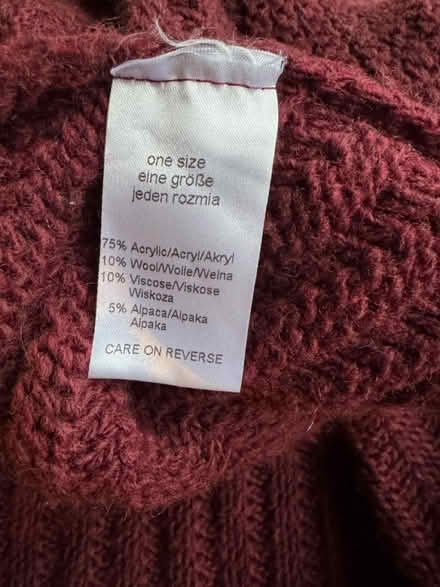 one size
eine größe
jeden rozmia
75% Acrylic/Acryl/Akryl
10% Wool/Wolle/Wełna
10% Viscose/Viskose
Wiskoza
5% Alpaca/Alpaka
Alpaka
CARE ON REVERSE